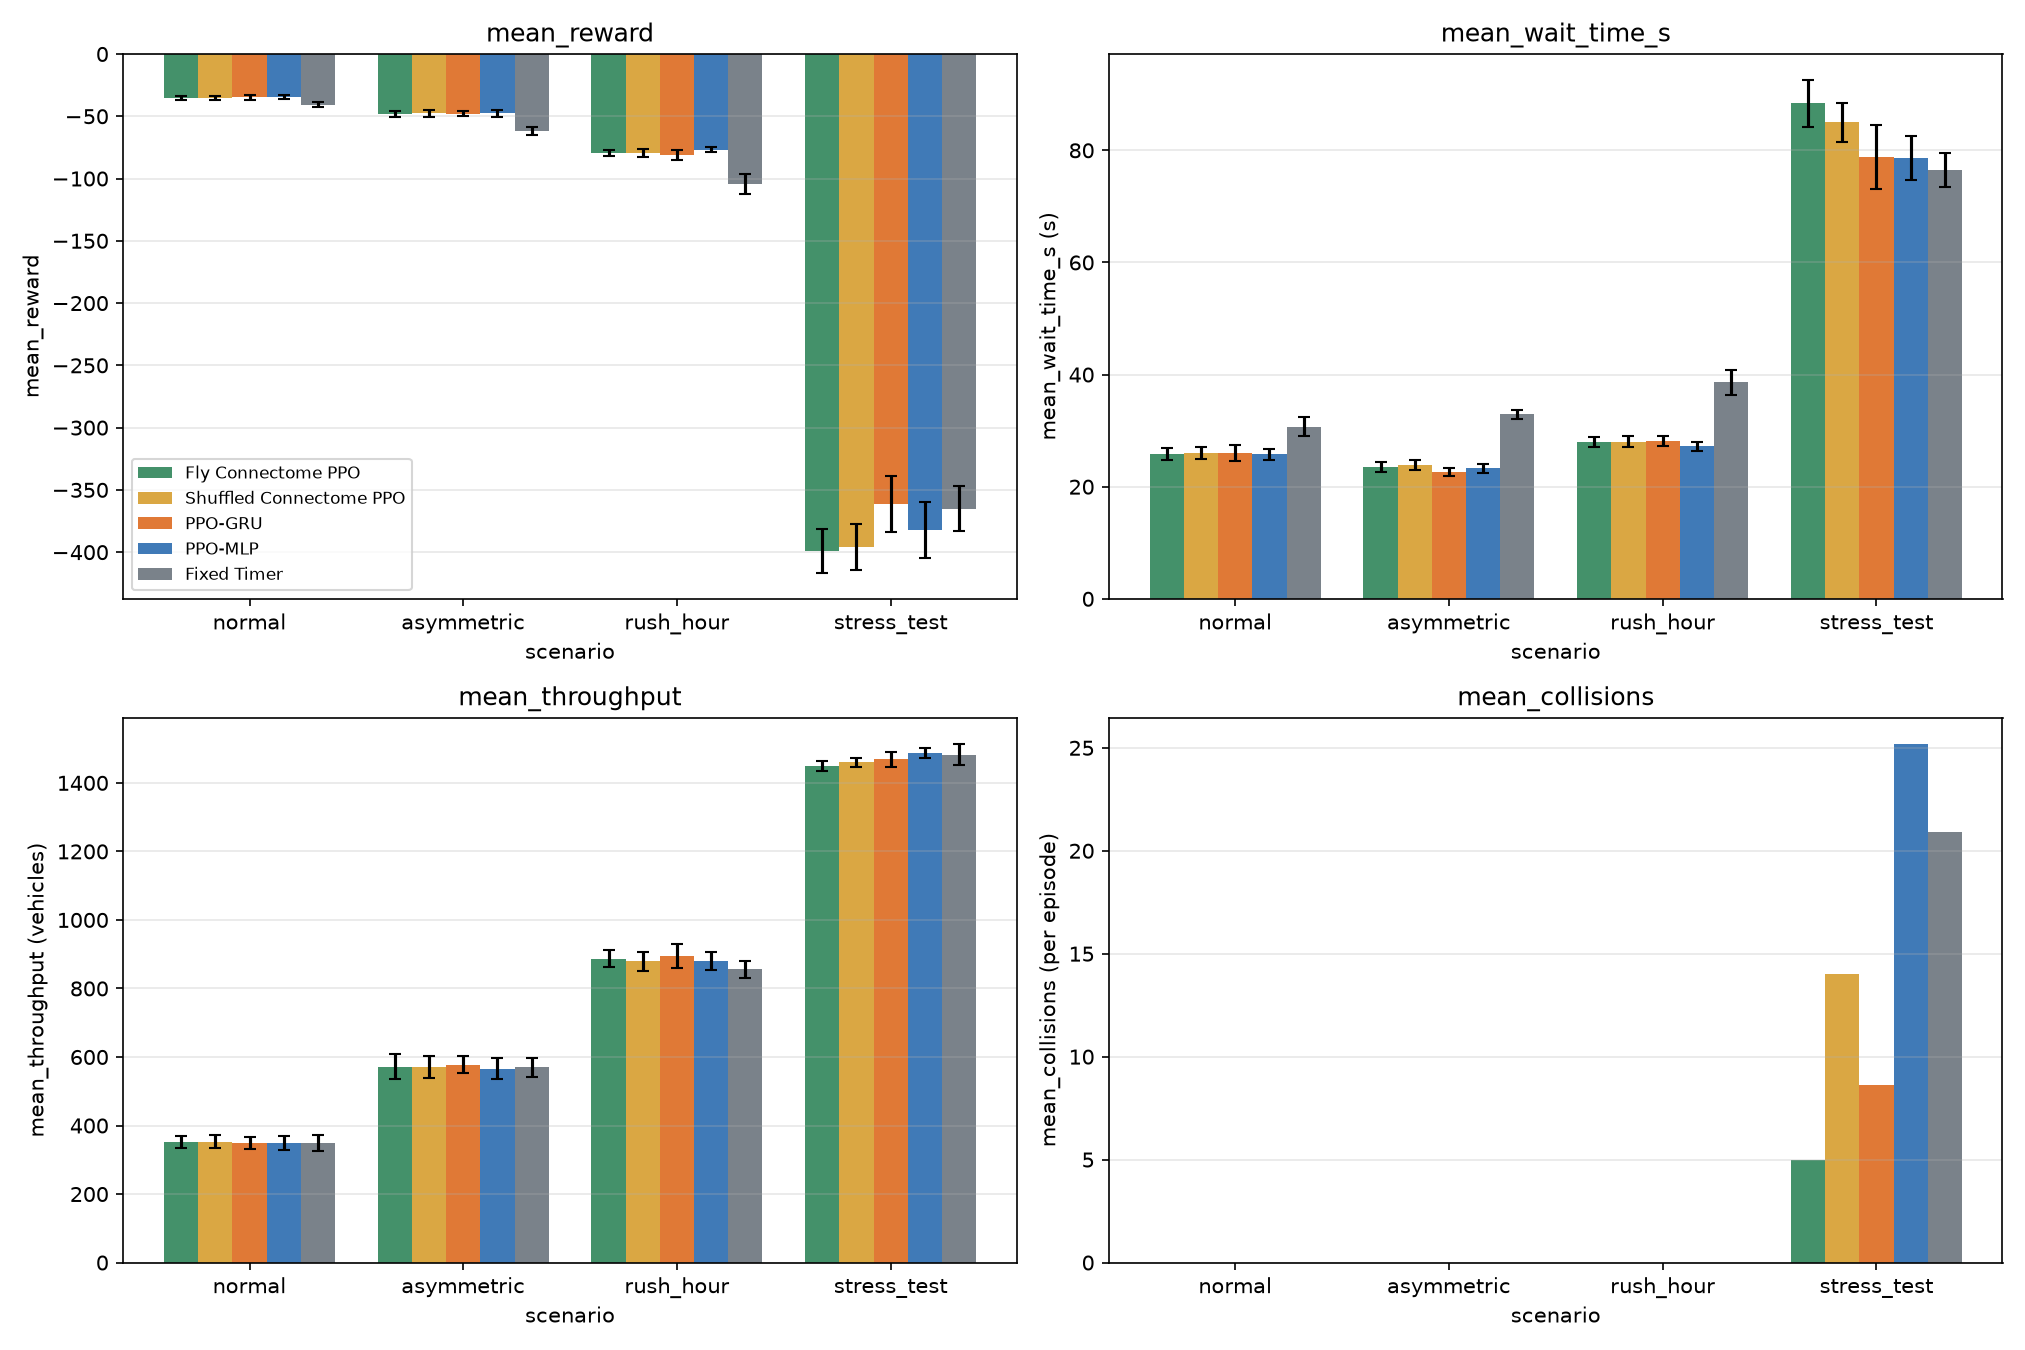 mean_reward
mean_reward
0
−50
−100
−150
−200
−250
−300
−350
−400
Fly Connectome PPO
Shuffled Connectome PPO
PPO-GRU
PPO-MLP
Fixed Timer
normal asymmetric rush_hour stress_test
scenario
mean_wait_time_s
mean_wait_time_s (s)
80
60
40
20
0
normal asymmetric rush_hour stress_test
scenario
mean_throughput
mean_throughput (vehicles)
1400
1200
1000
800
600
400
200
0
normal asymmetric rush_hour stress_test
scenario
mean_collisions
mean_collisions (per episode)
25
20
15
10
5
0
normal asymmetric rush_hour stress_test
scenario